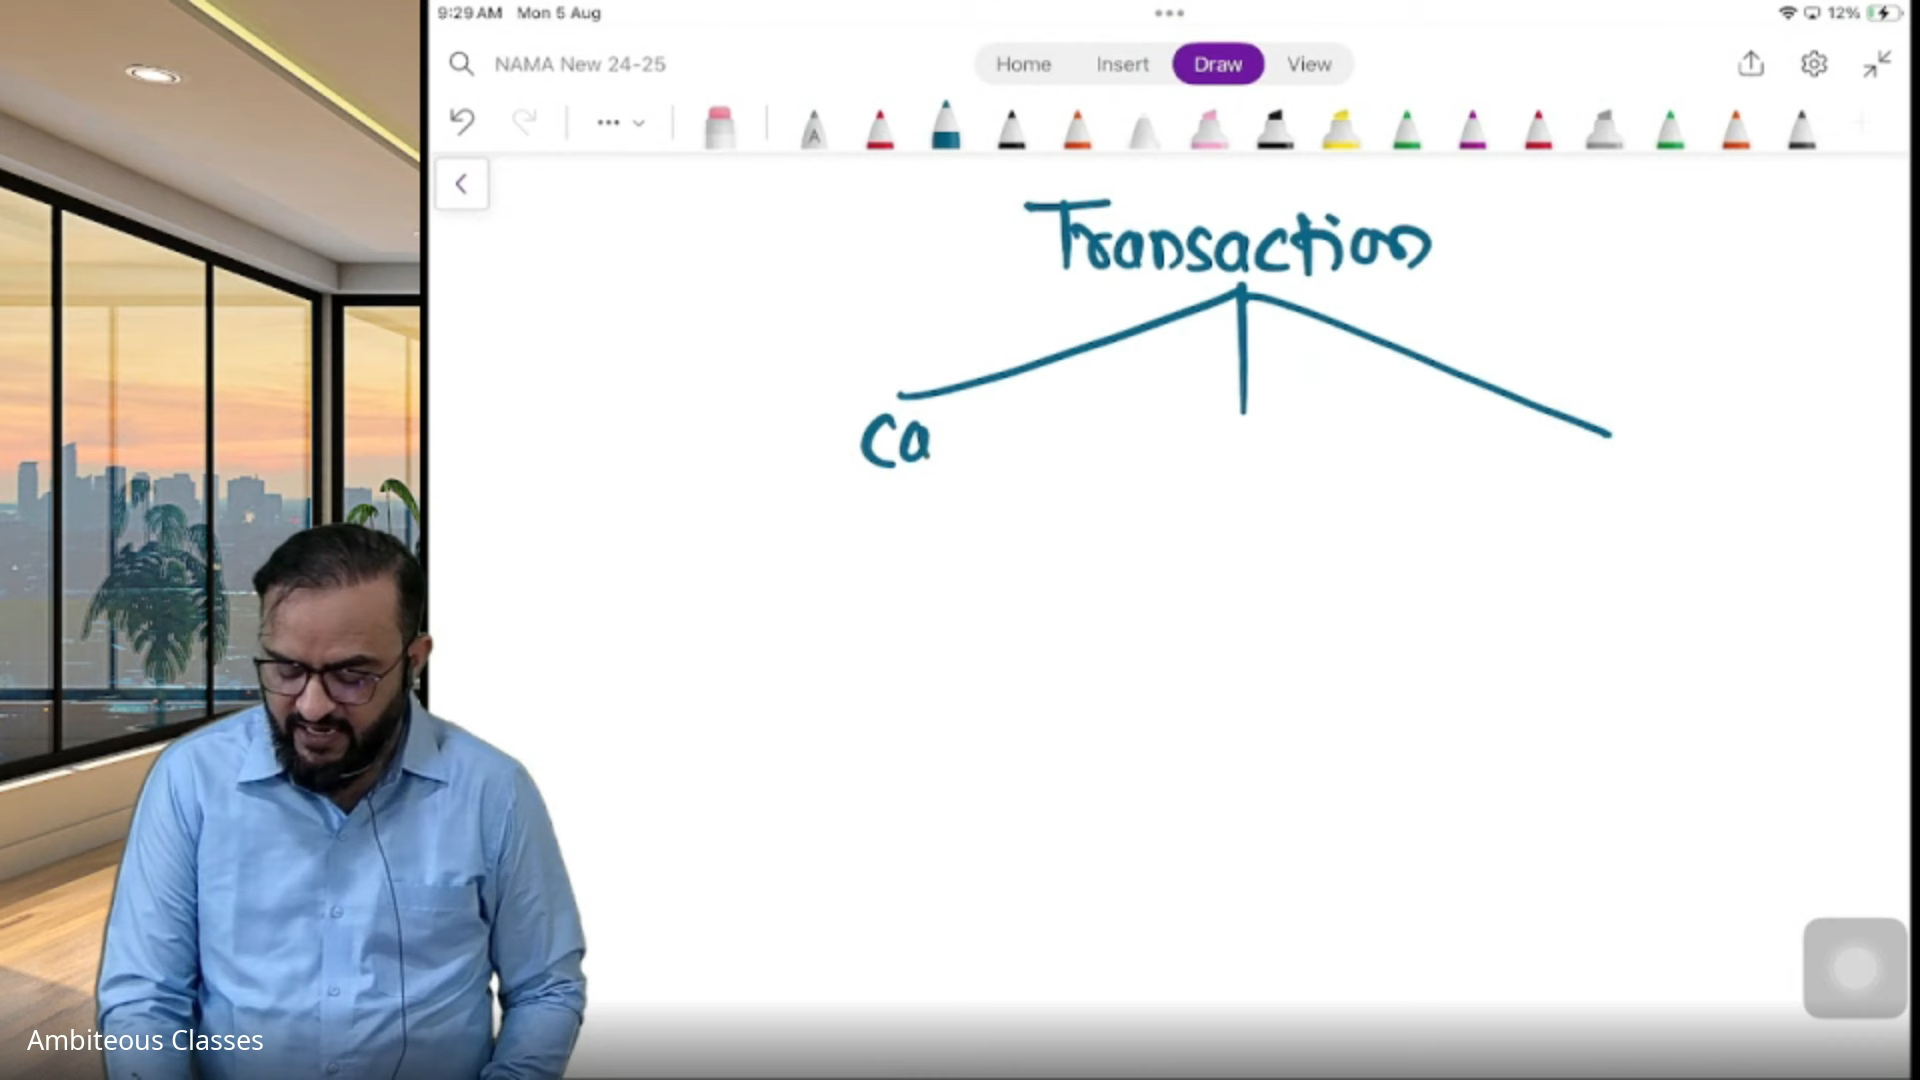 9:29 AM Mon 5 Aug
12%
NAMA New 24-25
Home Insert Draw View
A
Transaction
Ca
Ambiteous Classes